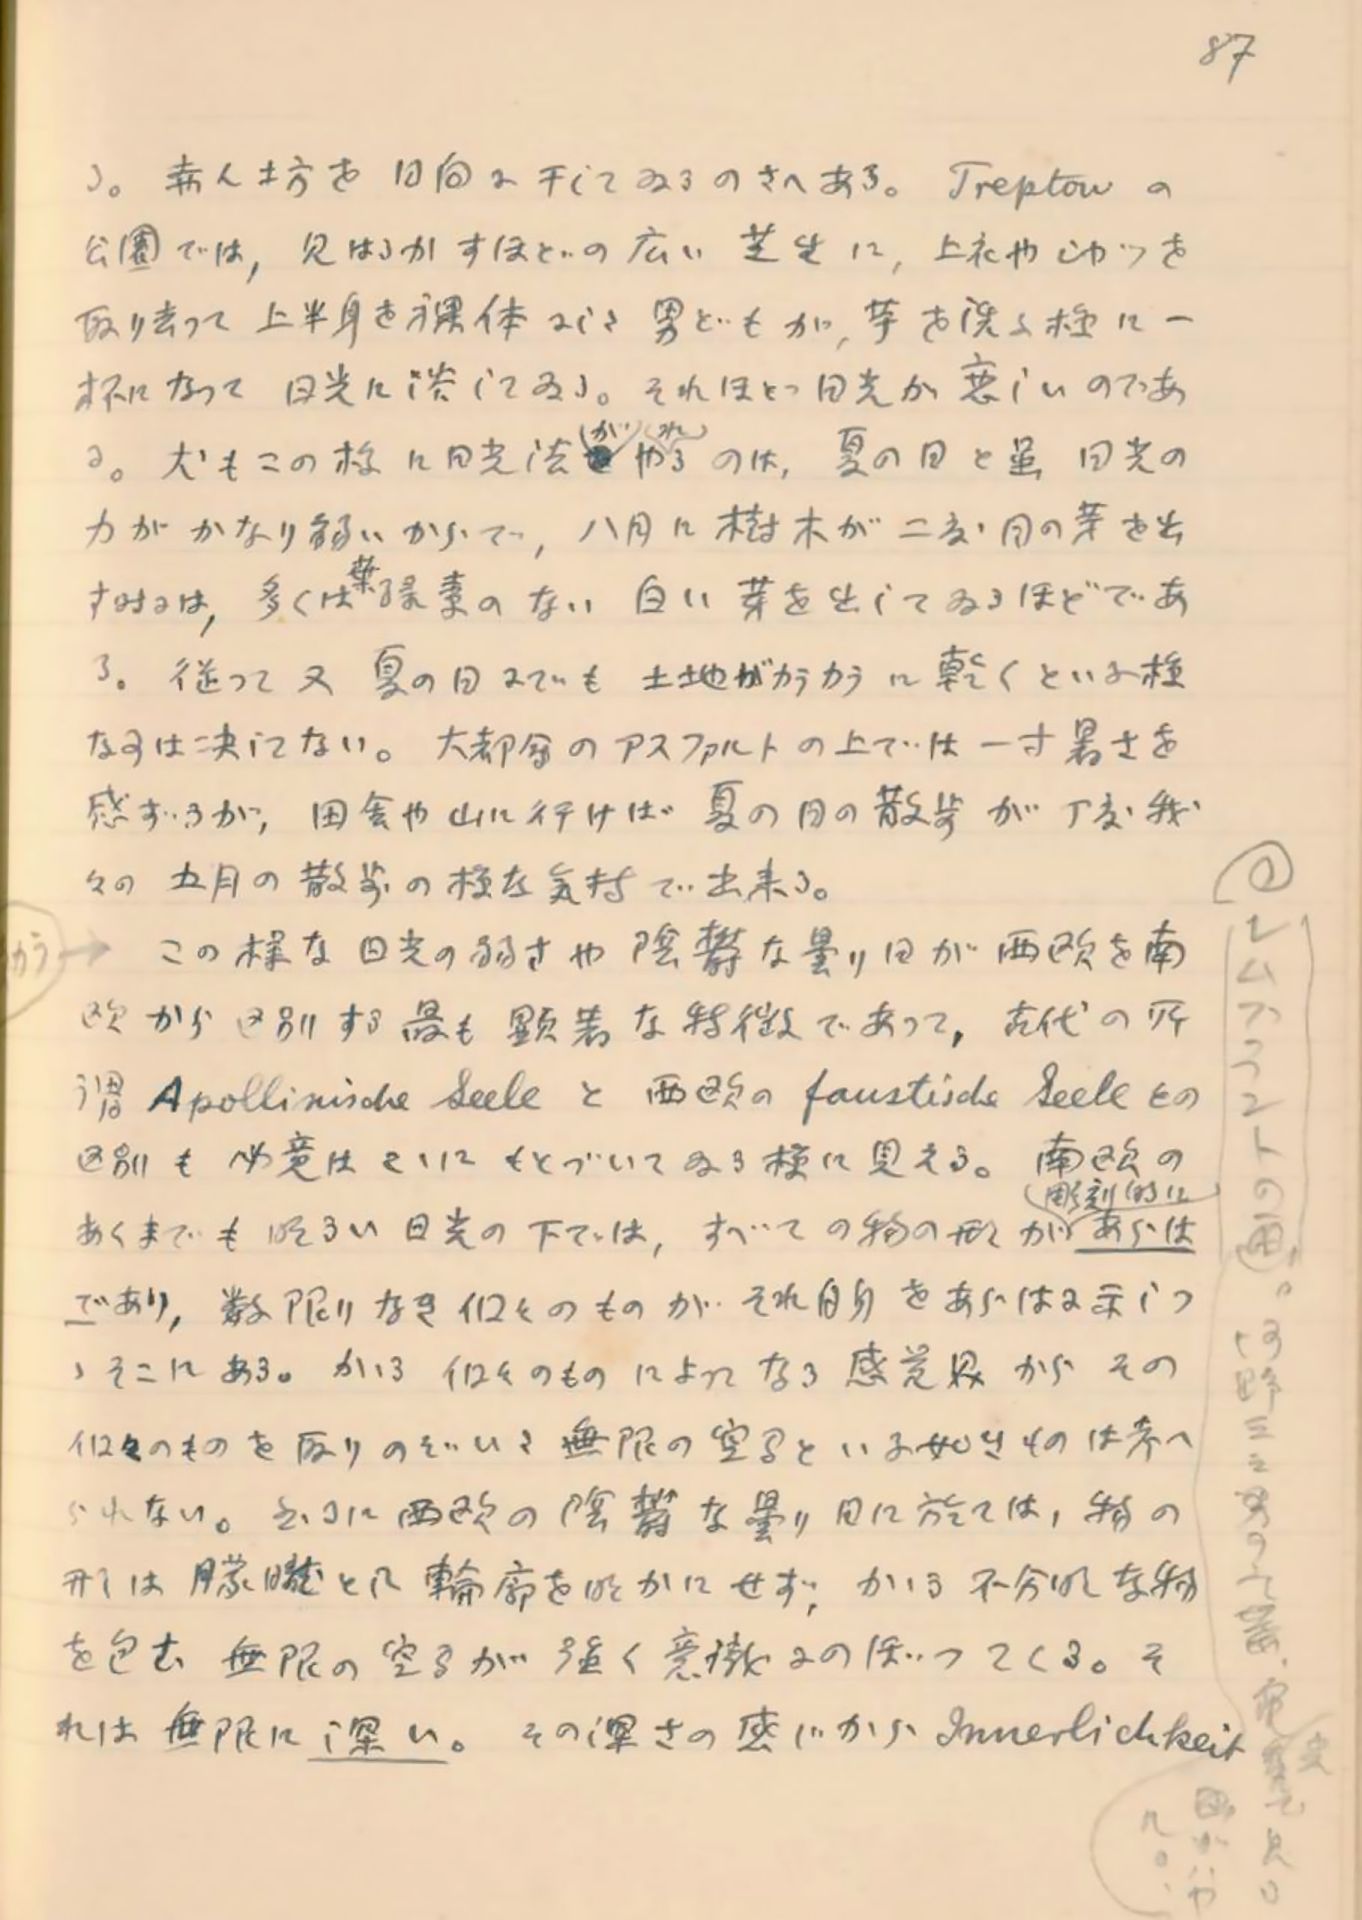 87
る。赤ん坊を日向に干してゐるのさへある。Treptow の
公園では, 見はるかすほどの広い芝生に, 上衣やシャツを
取り去って上半身を裸体にした男どもが, 芋を洗ふ様に一
杯になって日光に浴してゐる。それほどの日光が恋しいのであ
が れ
る。尤もこの様に日光浴 やる のは, 夏の日と雖 日光の
力がかなり弱いからで, 八月に樹木が二度目の芽を出
葉
す時には, 多くは緑素のない白い芽を出してゐるほどであ
る。従って又夏の日までも土地がカラカラに乾くといふ様
な事は決してない。大都会のアスファルトの上では一寸暑さを
感ずるが, 田舎や山に行けば夏の日の散歩が丁度我
々の五月の散歩の様な気持で出来る。
から→ この様な日光の弱さや陰鬱な曇り日が西欧を南
欧から区別する最も顕著な特徴であって, 古代の所
謂 Apollinische Seele と西欧の faustische Seele との
区別も畢竟はそこにもとづいてゐる様に見える。南欧の
彫刻的に
あくまでも明るい日光の下では, すべての物の形があらは
であり, 数限りなき個々のものがそれ自身をあらはに示しつ
ゝそこにある。かゝる個々のものによってなる感覚界からその
個々のものを取りのぞいた無限の空間といふ如きものは考へ
られない。然るに西欧の陰鬱な曇り日に於ては, 物の
形は朦朧として輪廓を明かにせず, かゝる不分明な物
を包む無限の空間が強く意識にのぼってくる。そ
れは無限に深い。その深さの感じから Innerlichkeit
レムブラントの画。